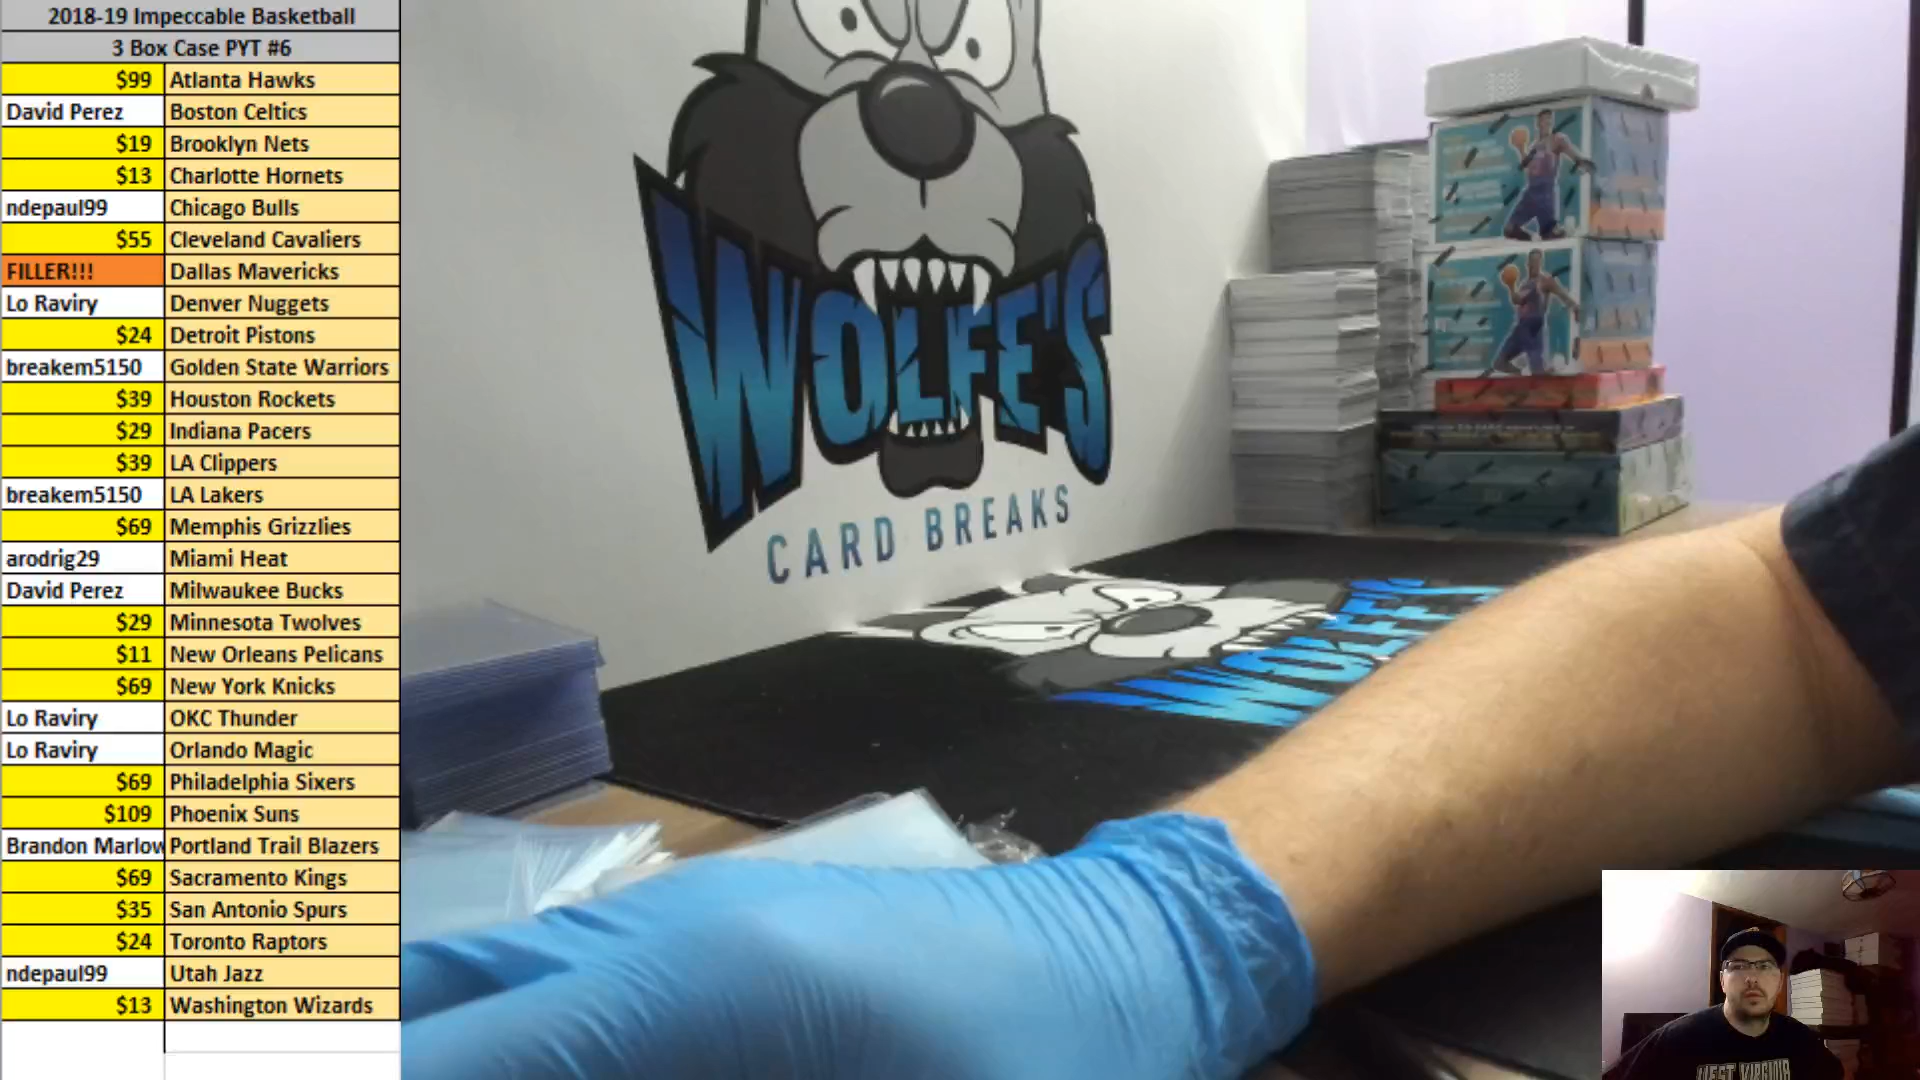 2018-19 Impeccable Basketball
3 Box Case PYT #6
$99 Atlanta Hawks
David Perez Boston Celtics
$19 Brooklyn Nets
$13 Charlotte Hornets
ndepaul99 Chicago Bulls
$55 Cleveland Cavaliers
FILLER!!! Dallas Mavericks
Lo Raviry Denver Nuggets
$24 Detroit Pistons
breakem5150 Golden State Warriors
$39 Houston Rockets
$29 Indiana Pacers
$39 LA Clippers
breakem5150 LA Lakers
$69 Memphis Grizzlies
arodrig29 Miami Heat
David Perez Milwaukee Bucks
$29 Minnesota Twolves
$11 New Orleans Pelicans
$69 New York Knicks
Lo Raviry OKC Thunder
Lo Raviry Orlando Magic
$69 Philadelphia Sixers
$109 Phoenix Suns
Brandon Marlow Portland Trail Blazers
$69 Sacramento Kings
$35 San Antonio Spurs
$24 Toronto Raptors
ndepaul99 Utah Jazz
$13 Washington Wizards
WOLFE'S
CARD BREAKS
WOLFE'S
WEST VIRGINIA